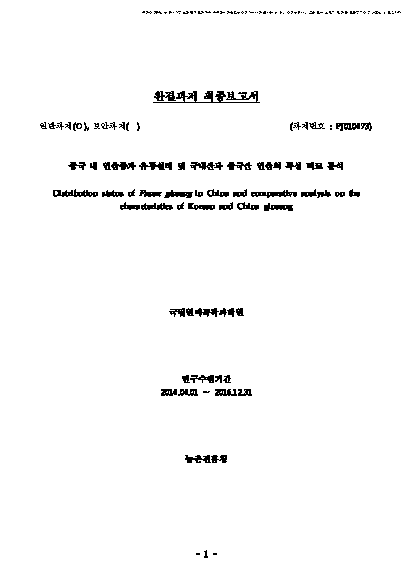 완결과제 최종보고서
일반과제(O), 보안과제( )
(과제번호 : PJ010473)
중국 내 인삼종자 유통실태 및 국내산과 중국산 인삼의 특성 비교 분석
Distribution status of Panax ginseng in China and comparative analysis on the
characteristics of Korean and China ginseng
국립원예특작과학원
연구수행기간
2014.04.01 ~ 2016.12.31
농촌진흥청
- 1 -